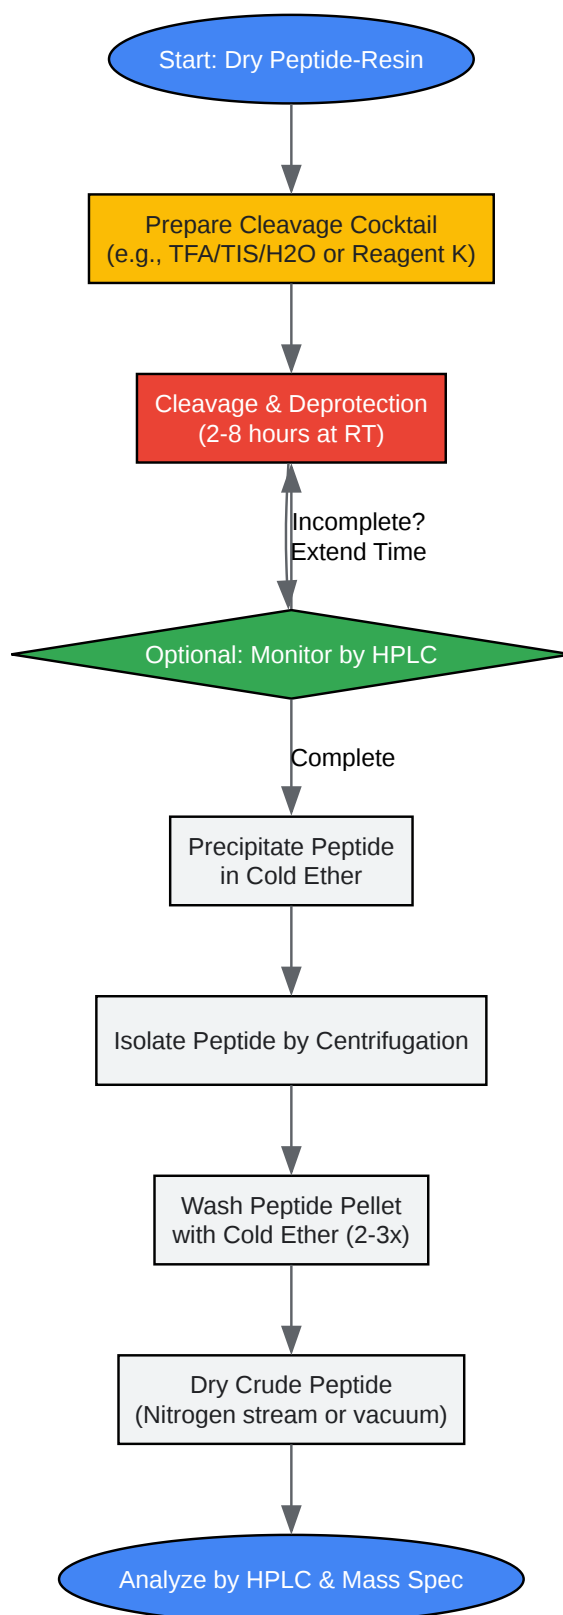 Start: Dry Peptide-Resin
Prepare Cleavage Cocktail
(e.g., TFA/TIS/H2O or Reagent K)
Cleavage & Deprotection
(2-8 hours at RT)
Incomplete?
Extend Time
Optional: Monitor by HPLC
Complete
Precipitate Peptide
in Cold Ether
Isolate Peptide by Centrifugation
Wash Peptide Pellet
with Cold Ether (2-3x)
Dry Crude Peptide
(Nitrogen stream or vacuum)
Analyze by HPLC & Mass Spec